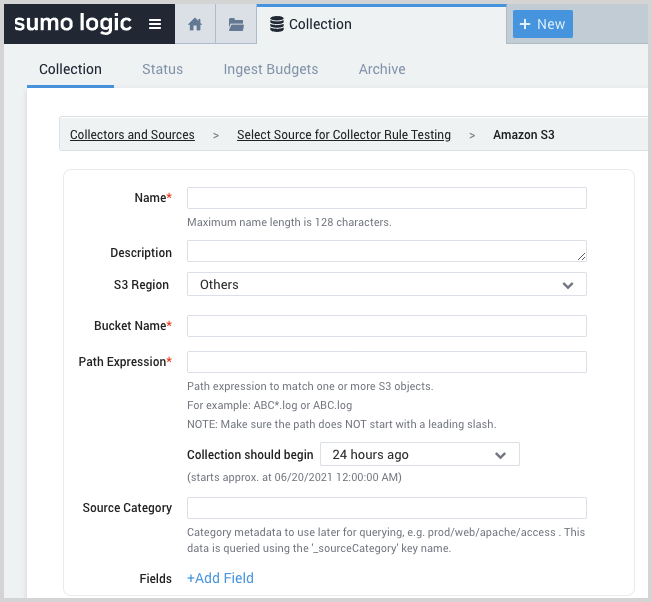 sumo logic
Collection
+ New
Collection
Status
Ingest Budgets
Archive
Collectors and Sources > Select Source for Collector Rule Testing > Amazon S3
Name*
Maximum name length is 128 characters.
Description
S3 Region Others
Bucket Name*
Path Expression*
Path expression to match one or more S3 objects.
For example: ABC*.log or ABC.log
NOTE: Make sure the path does NOT start with a leading slash.
Collection should begin 24 hours ago
(starts approx. at 06/20/2021 12:00:00 AM)
Source Category
Category metadata to use later for querying, e.g. prod/web/apache/access . This
data is queried using the '_sourceCategory' key name.
Fields +Add Field